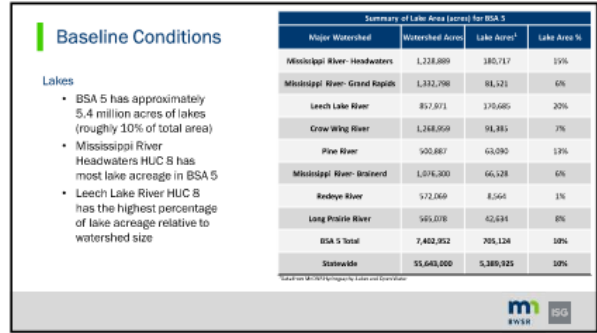 Baseline Conditions
Lakes
• BSA 5 has approximately
5.4 million acres of lakes
(roughly 10% of total area)
• Mississippi River
Headwaters HUC 8 has
most lake acreage in BSA 5
• Leech Lake River HUC 8
has the highest percentage
of lake acreage relative to
watershed size
Summary of Lake Area (acres) for BSA 5
Major Watershed Watershed Acres Lake Acres¹ Lake Area %
Mississippi River- Headwaters 1,228,889 180,717 15%
Mississippi River- Grand Rapids 1,332,798 81,521 6%
Leech Lake River 857,971 170,685 20%
Crow Wing River 1,268,959 91,385 7%
Pine River 500,887 63,090 13%
Mississippi River- Brainerd 1,076,300 66,528 6%
Redeye River 572,069 8,564 1%
Long Prairie River 565,078 42,634 8%
BSA 5 Total 7,402,952 705,124 10%
Statewide 55,643,000 5,389,925 10%
BWSR
ISG